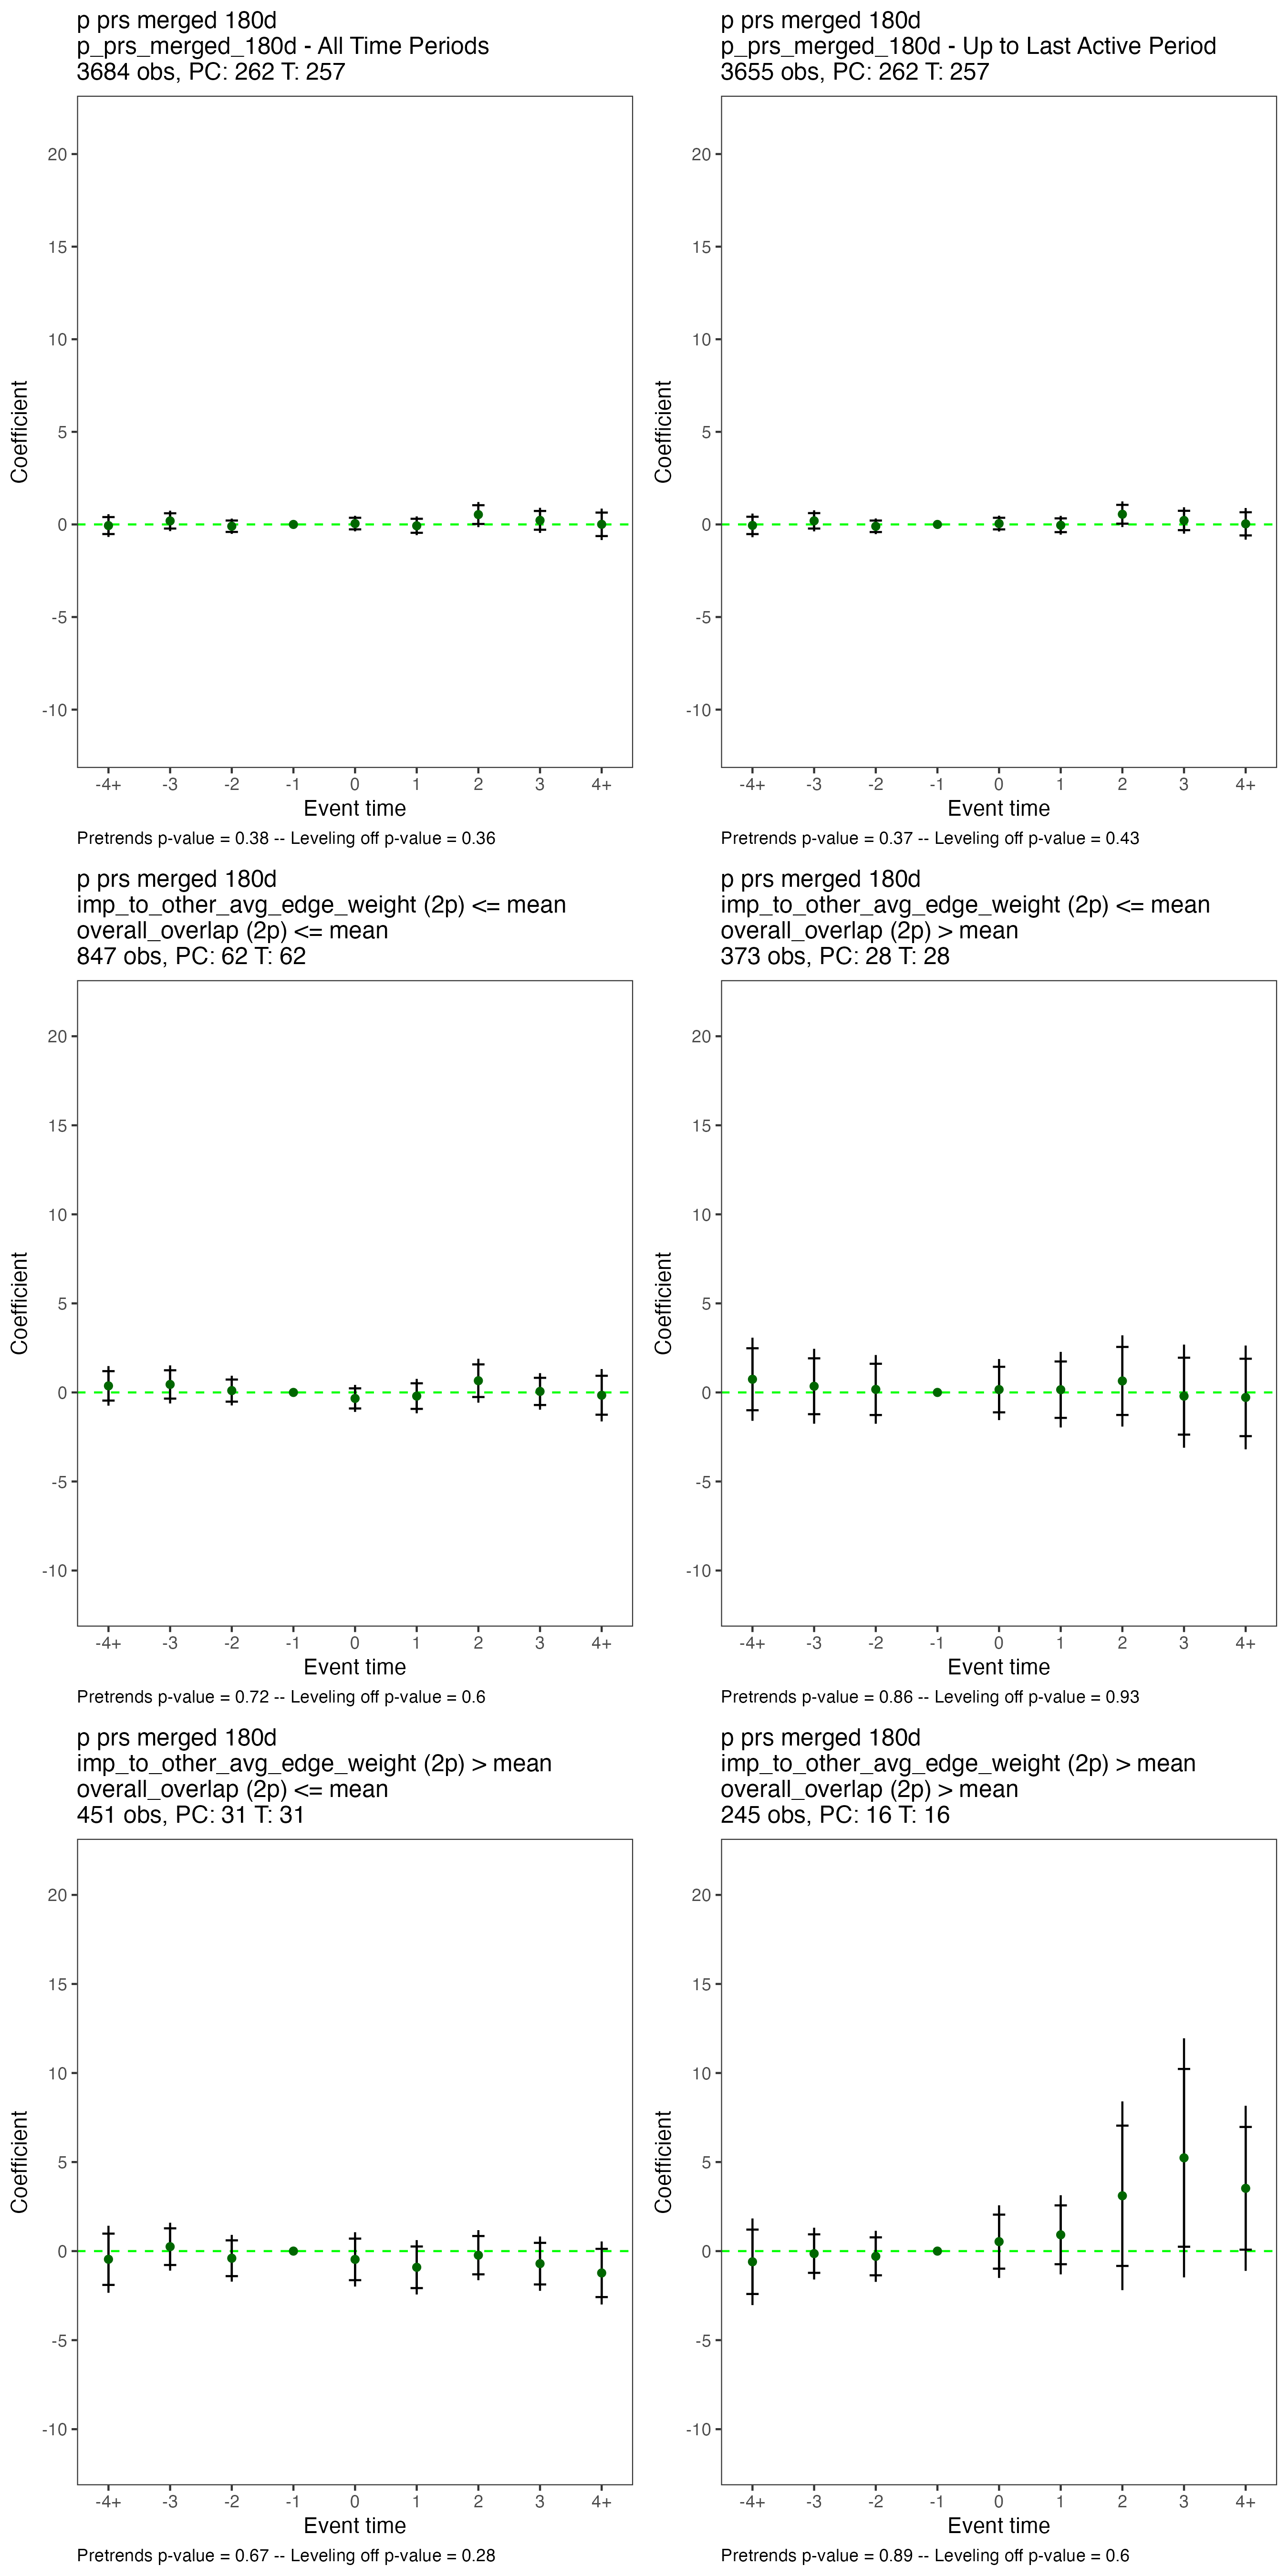 p prs merged 180d
p_prs_merged_180d - All Time Periods
3684 obs, PC: 262 T: 257
20
15
10
5
0
-5
-10
Coefficient
-4+ -3 -2 -1 0 1 2 3 4+
Event time
Pretrends p-value = 0.38 -- Leveling off p-value = 0.36
p prs merged 180d
p_prs_merged_180d - Up to Last Active Period
3655 obs, PC: 262 T: 257
20
15
10
5
0
-5
-10
Coefficient
-4+ -3 -2 -1 0 1 2 3 4+
Event time
Pretrends p-value = 0.37 -- Leveling off p-value = 0.43
p prs merged 180d
imp_to_other_avg_edge_weight (2p) <= mean
overall_overlap (2p) <= mean
847 obs, PC: 62 T: 62
20
15
10
5
0
-5
-10
Coefficient
-4+ -3 -2 -1 0 1 2 3 4+
Event time
Pretrends p-value = 0.72 -- Leveling off p-value = 0.6
p prs merged 180d
imp_to_other_avg_edge_weight (2p) <= mean
overall_overlap (2p) > mean
373 obs, PC: 28 T: 28
20
15
10
5
0
-5
-10
Coefficient
-4+ -3 -2 -1 0 1 2 3 4+
Event time
Pretrends p-value = 0.86 -- Leveling off p-value = 0.93
p prs merged 180d
imp_to_other_avg_edge_weight (2p) > mean
overall_overlap (2p) <= mean
451 obs, PC: 31 T: 31
20
15
10
5
0
-5
-10
Coefficient
-4+ -3 -2 -1 0 1 2 3 4+
Event time
Pretrends p-value = 0.67 -- Leveling off p-value = 0.28
p prs merged 180d
imp_to_other_avg_edge_weight (2p) > mean
overall_overlap (2p) > mean
245 obs, PC: 16 T: 16
20
15
10
5
0
-5
-10
Coefficient
-4+ -3 -2 -1 0 1 2 3 4+
Event time
Pretrends p-value = 0.89 -- Leveling off p-value = 0.6